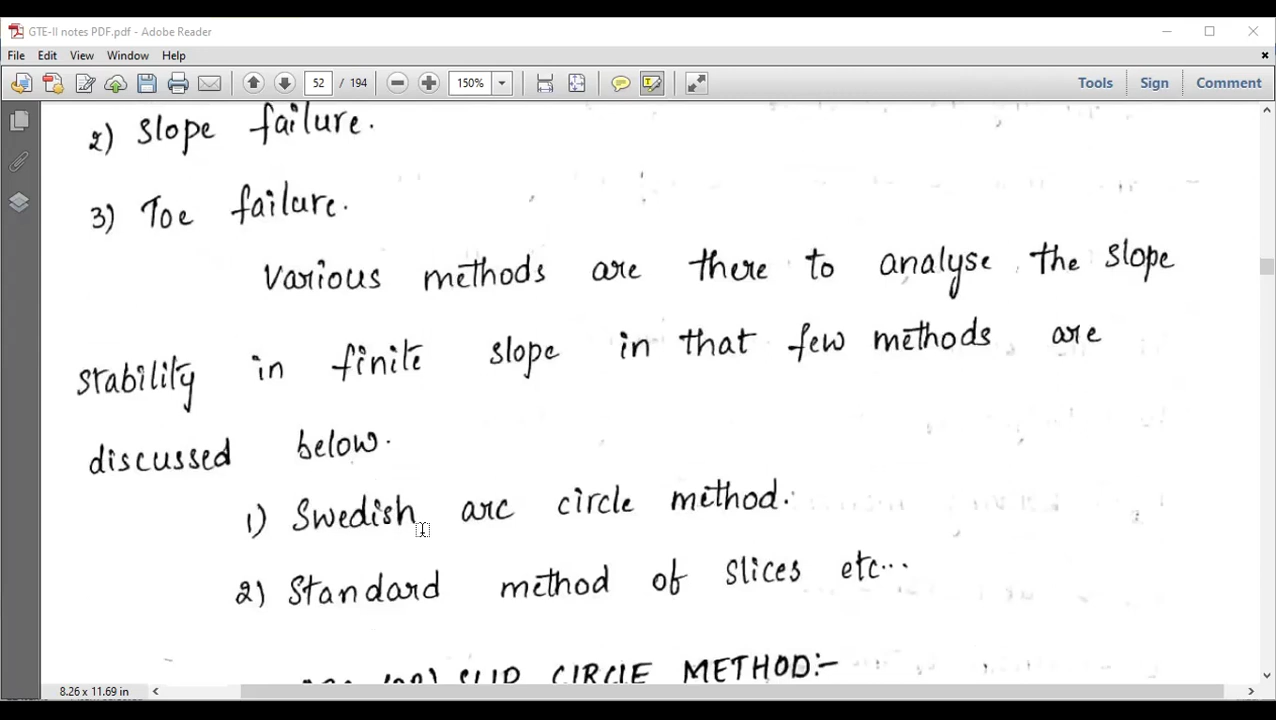 GTE-II notes PDF.pdf - Adobe Reader
File Edit View Window Help
52 / 194 150% Tools Sign Comment
2) Slope failure.
3) Toe failure.
Various methods are there to analyse the slope
stability in finite slope in that few methods are
discussed below.
1) Swedish arc circle method.
2) Standard method of slices etc...
CIRCLE METHOD:-
8.26 x 11.69 in